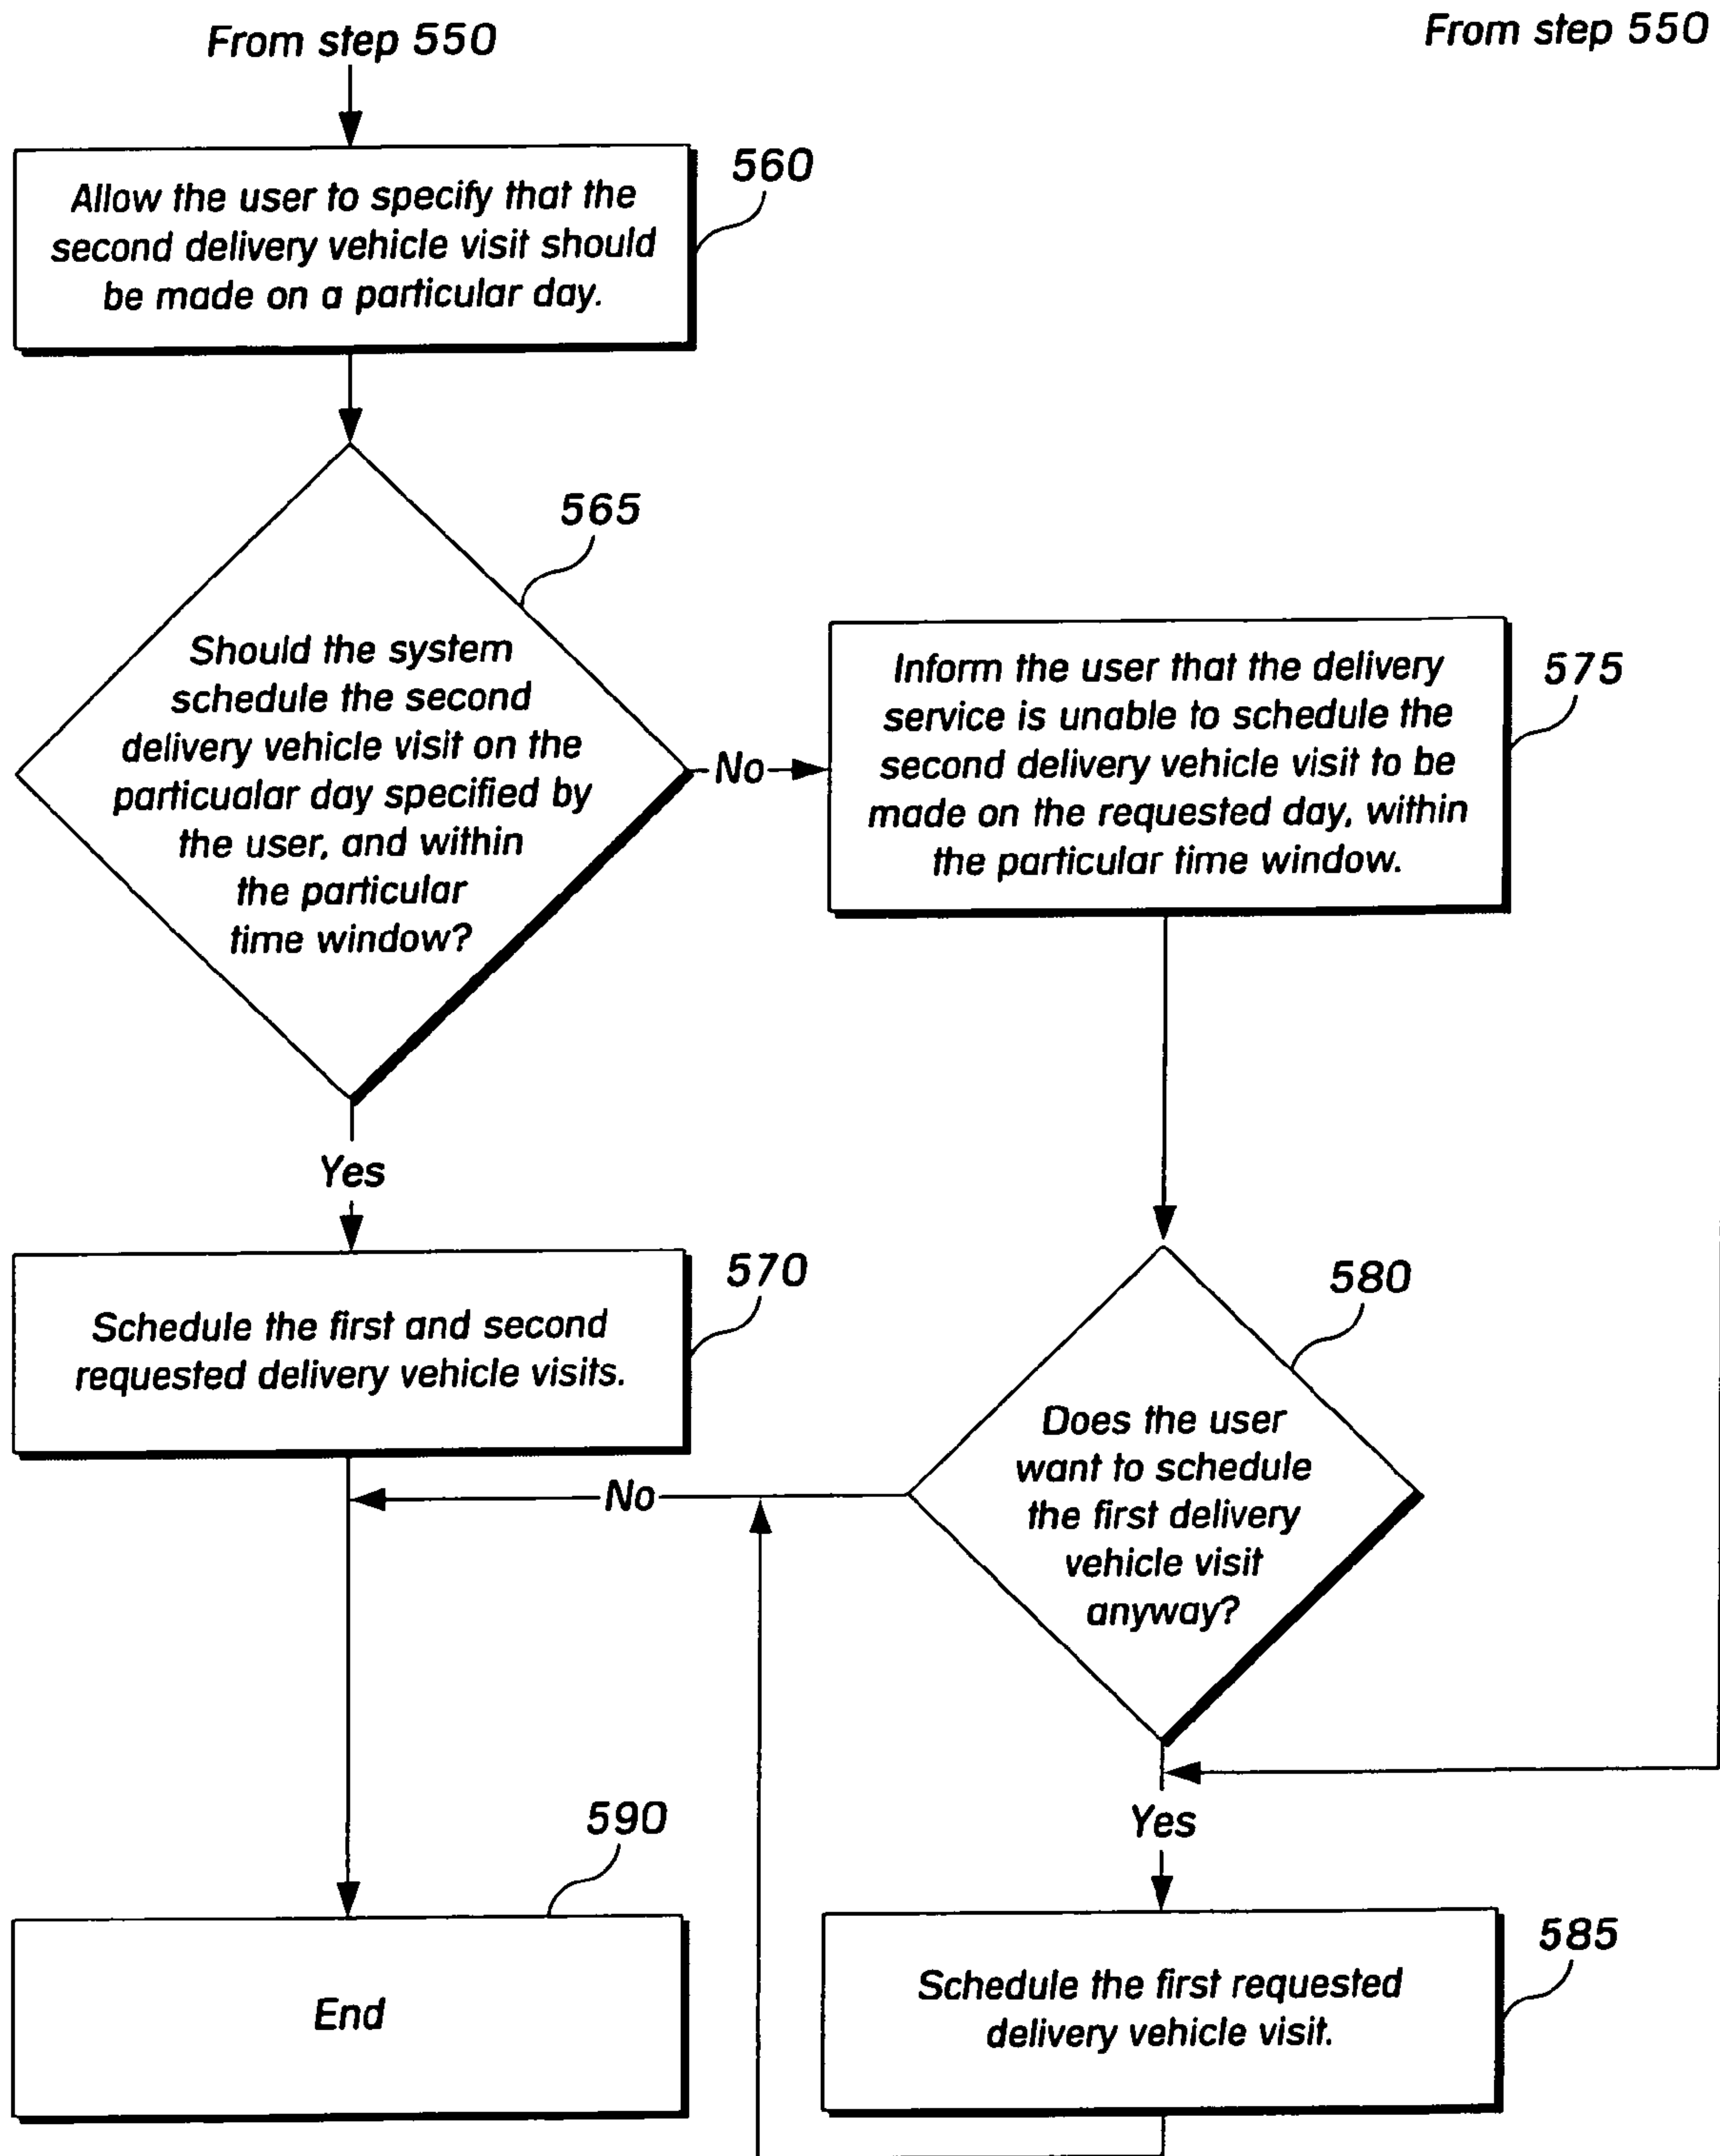 From step 550
From step 550
560
Allow the user to specify that the
second delivery vehicle visit should
be made on a particular day.
565
Should the system
schedule the second
delivery vehicle visit on the
particualar day specified by
the user, and within
the particular
time window?
No
Inform the user that the delivery
service is unable to schedule the
second delivery vehicle visit to be
made on the requested day, within
the particular time window.
575
Yes
570
Schedule the first and second
requested delivery vehicle visits.
580
Does the user
want to schedule
the first delivery
vehicle visit
anyway?
No
Yes
590
End
585
Schedule the first requested
delivery vehicle visit.